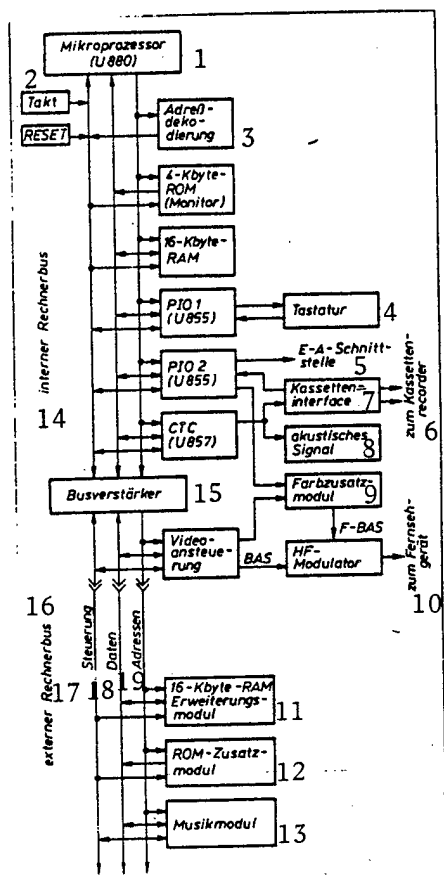 Mikroprozessor
(U880)
1
2
Takt
RESET
Adreß-
deko-
dierung
3
4-Kbyte-
ROM
(Monitor)
16-Kbyte-
RAM
PIO 1
(U855)
Tastatur
4
E-A-Schnitt-
stelle
5
PIO 2
(U855)
Kassetten=
interface
7
zum Kassetten-
recorder
6
interner Rechnerbus
14
CTC
(U857)
akustisches
Signal
8
Busverstärker
15
Farbzusatz-
modul
9
F-BAS
Video-
ansteue-
rung
BAS
HF-
Modulator
zum Fernseh-
gerät
10
16
externer Rechnerbus
17
Steuerung
18
Daten
19
Adressen
16-Kbyte-RAM
Erweiterungs-
modul
11
ROM-Zusatz-
modul
12
Musikmodul
13